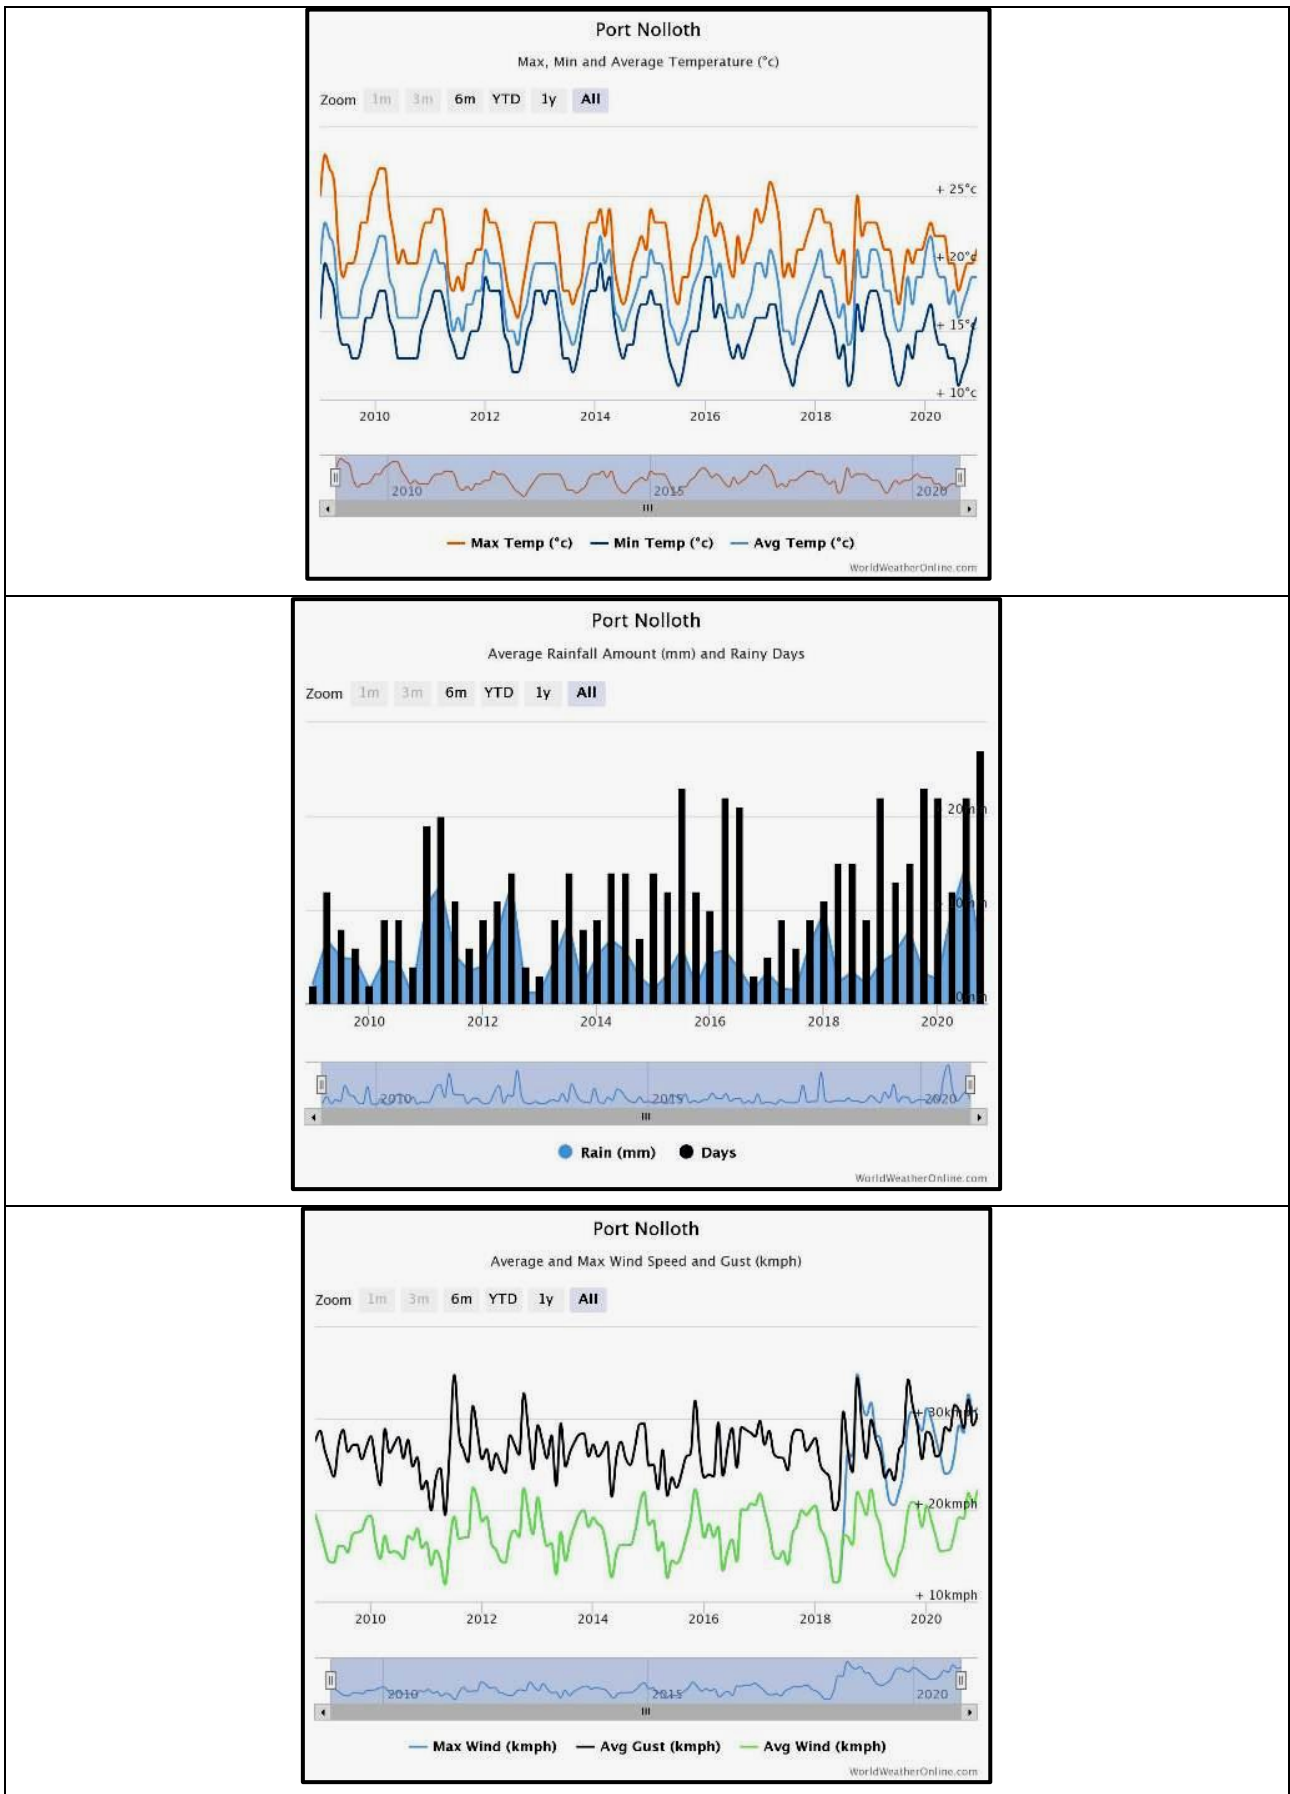 Port Nolloth
Max, Min and Average Temperature (°c)
Zoom 1m 3m 6m YTD 1y All
+ 25°c
+ 20°c
+ 15°c
+ 10°c
2010 2012 2014 2016 2018 2020
2010 2015 2020
Max Temp (°c) Min Temp (°c) Avg Temp (°c)
WorldWeatherOnline.com
Port Nolloth
Average Rainfall Amount (mm) and Rainy Days
Zoom 1m 3m 6m YTD 1y All
20mm
2010 2012 2014 2016 2018 2020
2010 2015 2020
Rain (mm) Days
WorldWeatherOnline.com
Port Nolloth
Average and Max Wind Speed and Gust (kmph)
Zoom 1m 3m 6m YTD 1y All
+ 30kmph
+ 20kmph
+ 10kmph
2010 2012 2014 2016 2018 2020
2010 2015 2020
Max Wind (kmph) Avg Gust (kmph) Avg Wind (kmph)
WorldWeatherOnline.com